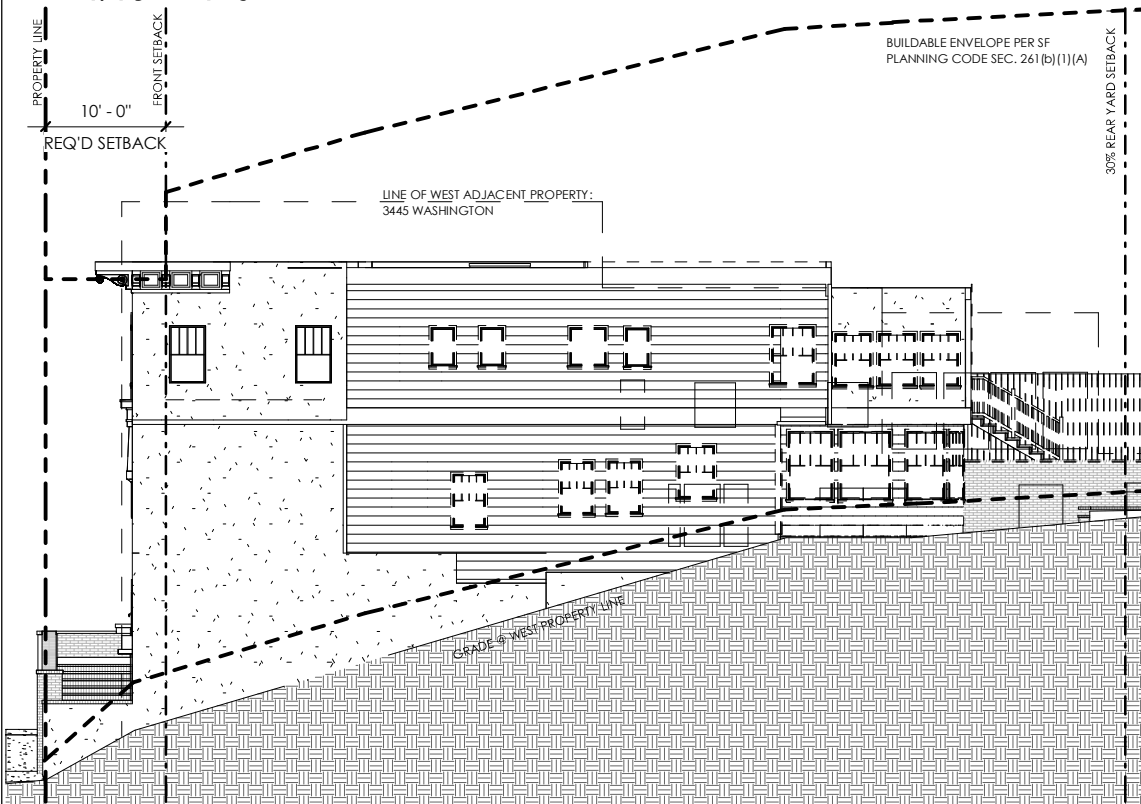 PROPERTY LINE
FRONT SETBACK
10' - 0"
REQ'D SETBACK
BUILDABLE ENVELOPE PER SF
PLANNING CODE SEC. 261(b)(1)(A)
30% REAR YARD SETBACK
LINE OF WEST ADJACENT PROPERTY:
3445 WASHINGTON
GRADE @ WEST PROPERTY LINE